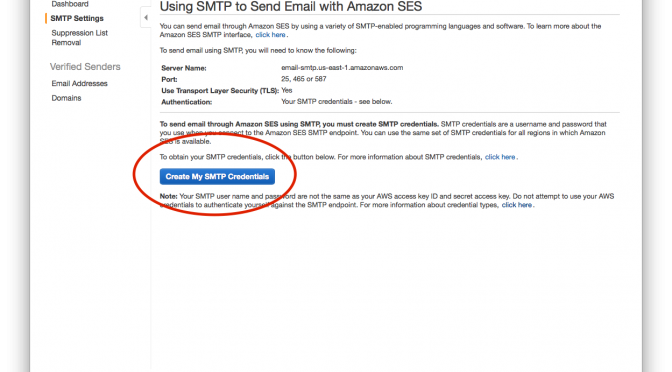 Dashboard
SMTP Settings
Suppression List
Removal
Verified Senders
Email Addresses
Domains
Using SMTP to Send Email with Amazon SES
You can send email through Amazon SES by using a variety of SMTP-enabled programming languages and software. To learn more about the
Amazon SES SMTP interface, click here.
To send email using SMTP, you will need to know the following:
Server Name: email-smtp.us-east-1.amazonaws.com
Port: 25, 465 or 587
Use Transport Layer Security (TLS): Yes
Authentication: Your SMTP credentials - see below.
To send email through Amazon SES using SMTP, you must create SMTP credentials. SMTP credentials are a username and password that
you use when you connect to the Amazon SES SMTP endpoint. You can use the same set of SMTP credentials for all regions in which Amazon
SES is available.
To obtain your SMTP credentials, click the button below. For more information about SMTP credentials, click here.
Create My SMTP Credentials
Note: Your SMTP user name and password are not the same as your AWS access key ID and secret access key. Do not attempt to use your AWS
credentials to authenticate yourself against the SMTP endpoint. For more information about credential types, click here.